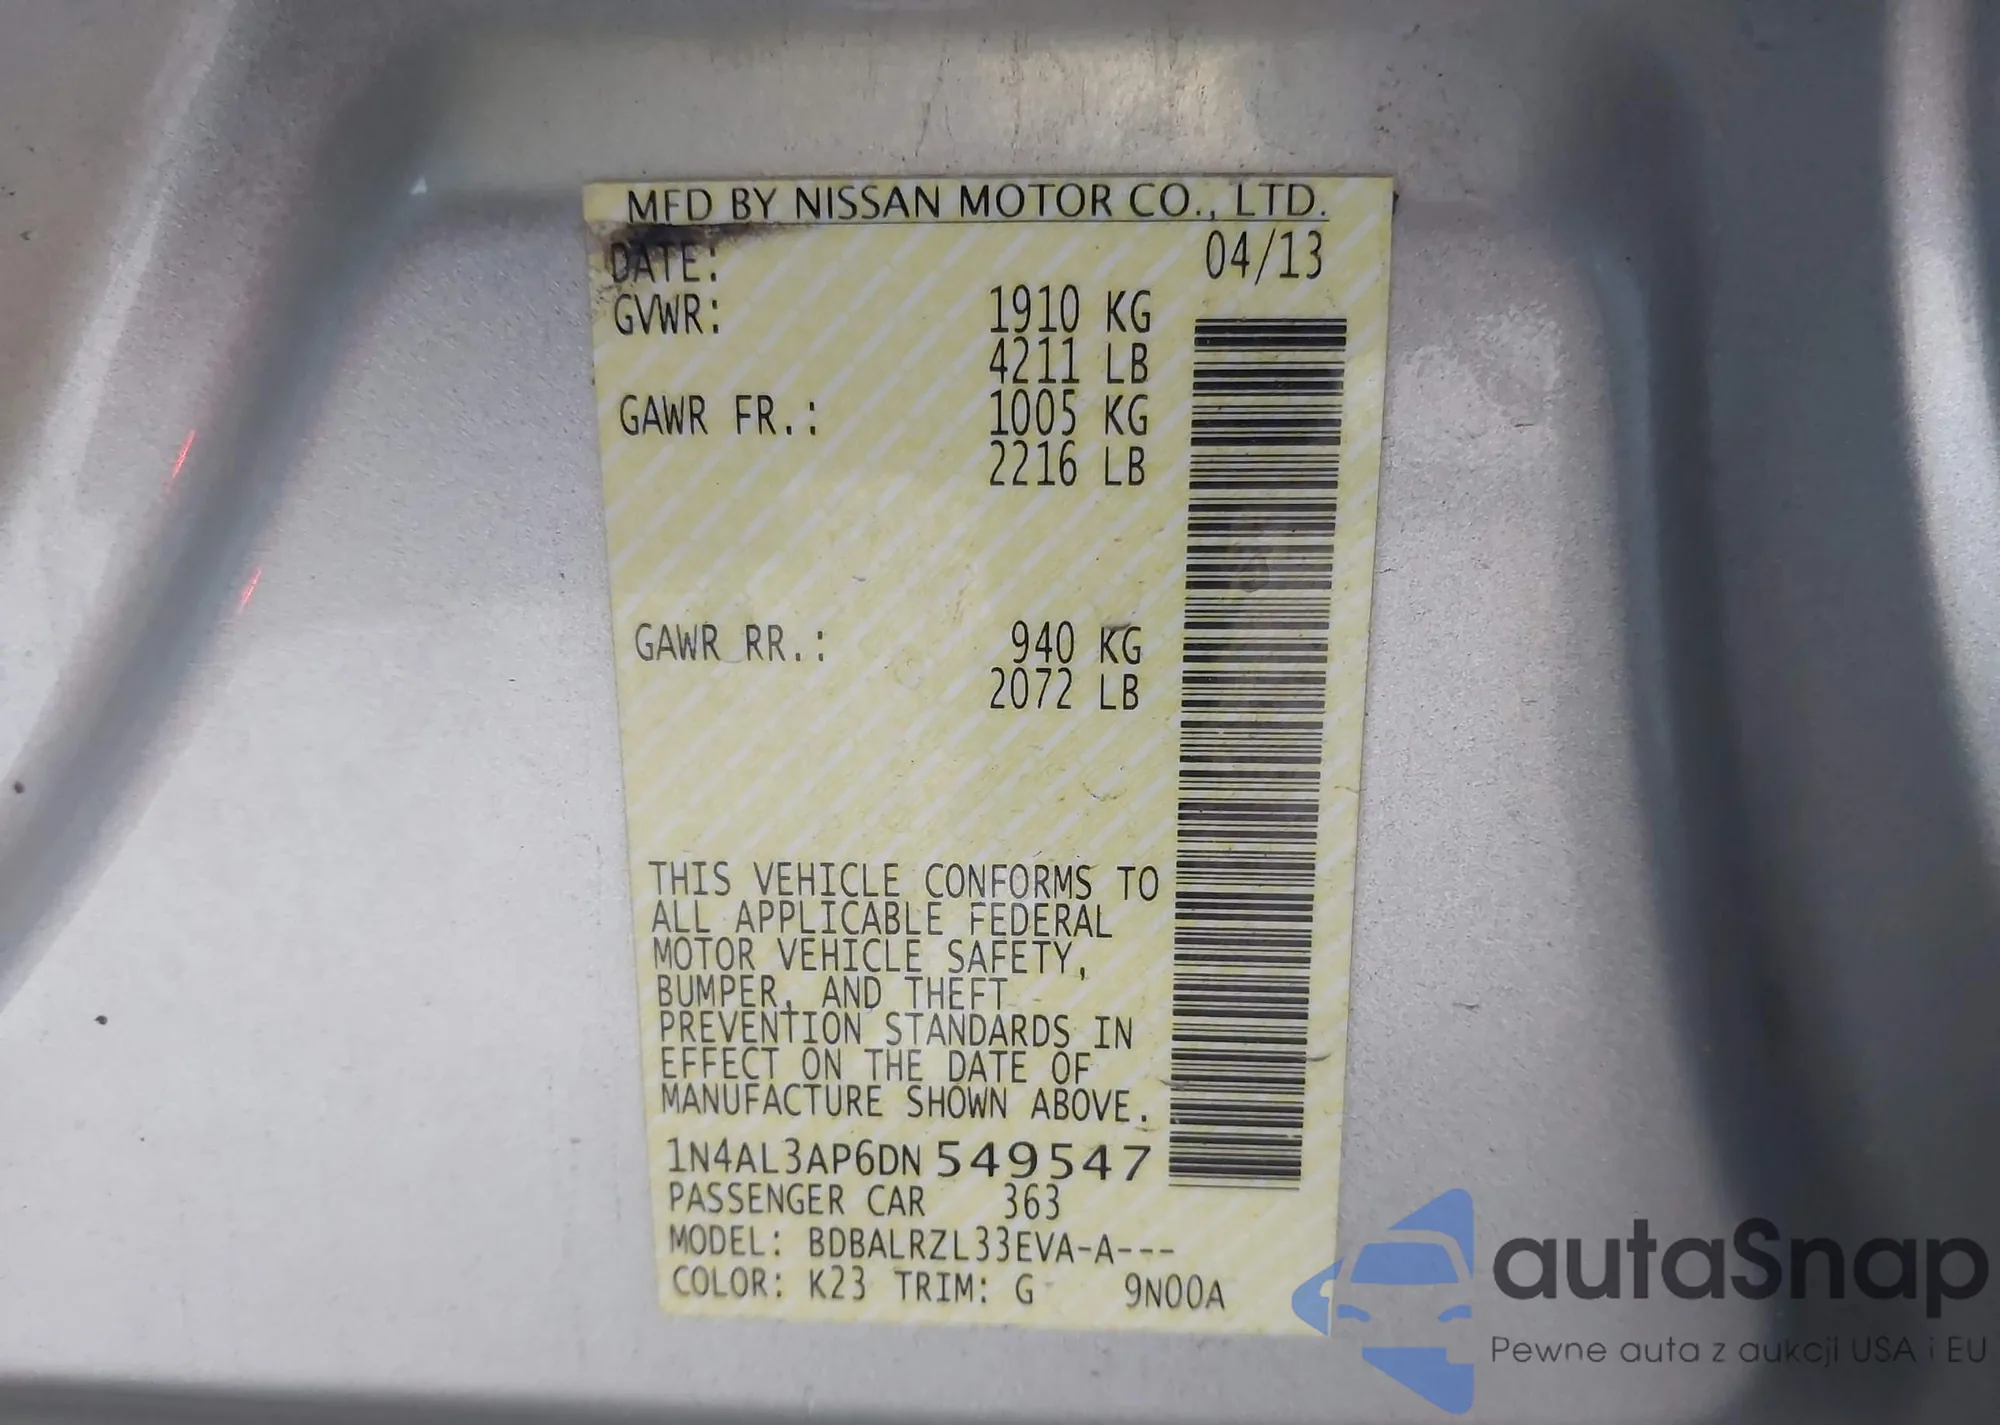 MFD BY NISSAN MOTOR CO., LTD.
DATE: 04/13
GVWR: 1910 KG
4211 LB
GAWR FR.: 1005 KG
2216 LB
GAWR RR.: 940 KG
2072 LB
THIS VEHICLE CONFORMS TO
ALL APPLICABLE FEDERAL
MOTOR VEHICLE SAFETY,
BUMPER, AND THEFT
PREVENTION STANDARDS IN
EFFECT ON THE DATE OF
MANUFACTURE SHOWN ABOVE.
1N4AL3AP6DN549547
PASSENGER CAR 363
MODEL: BDBALRZL33EVA-A---
COLOR: K23 TRIM: G 9N00A
autaSnap
Pewne auta z aukcji USA i EU